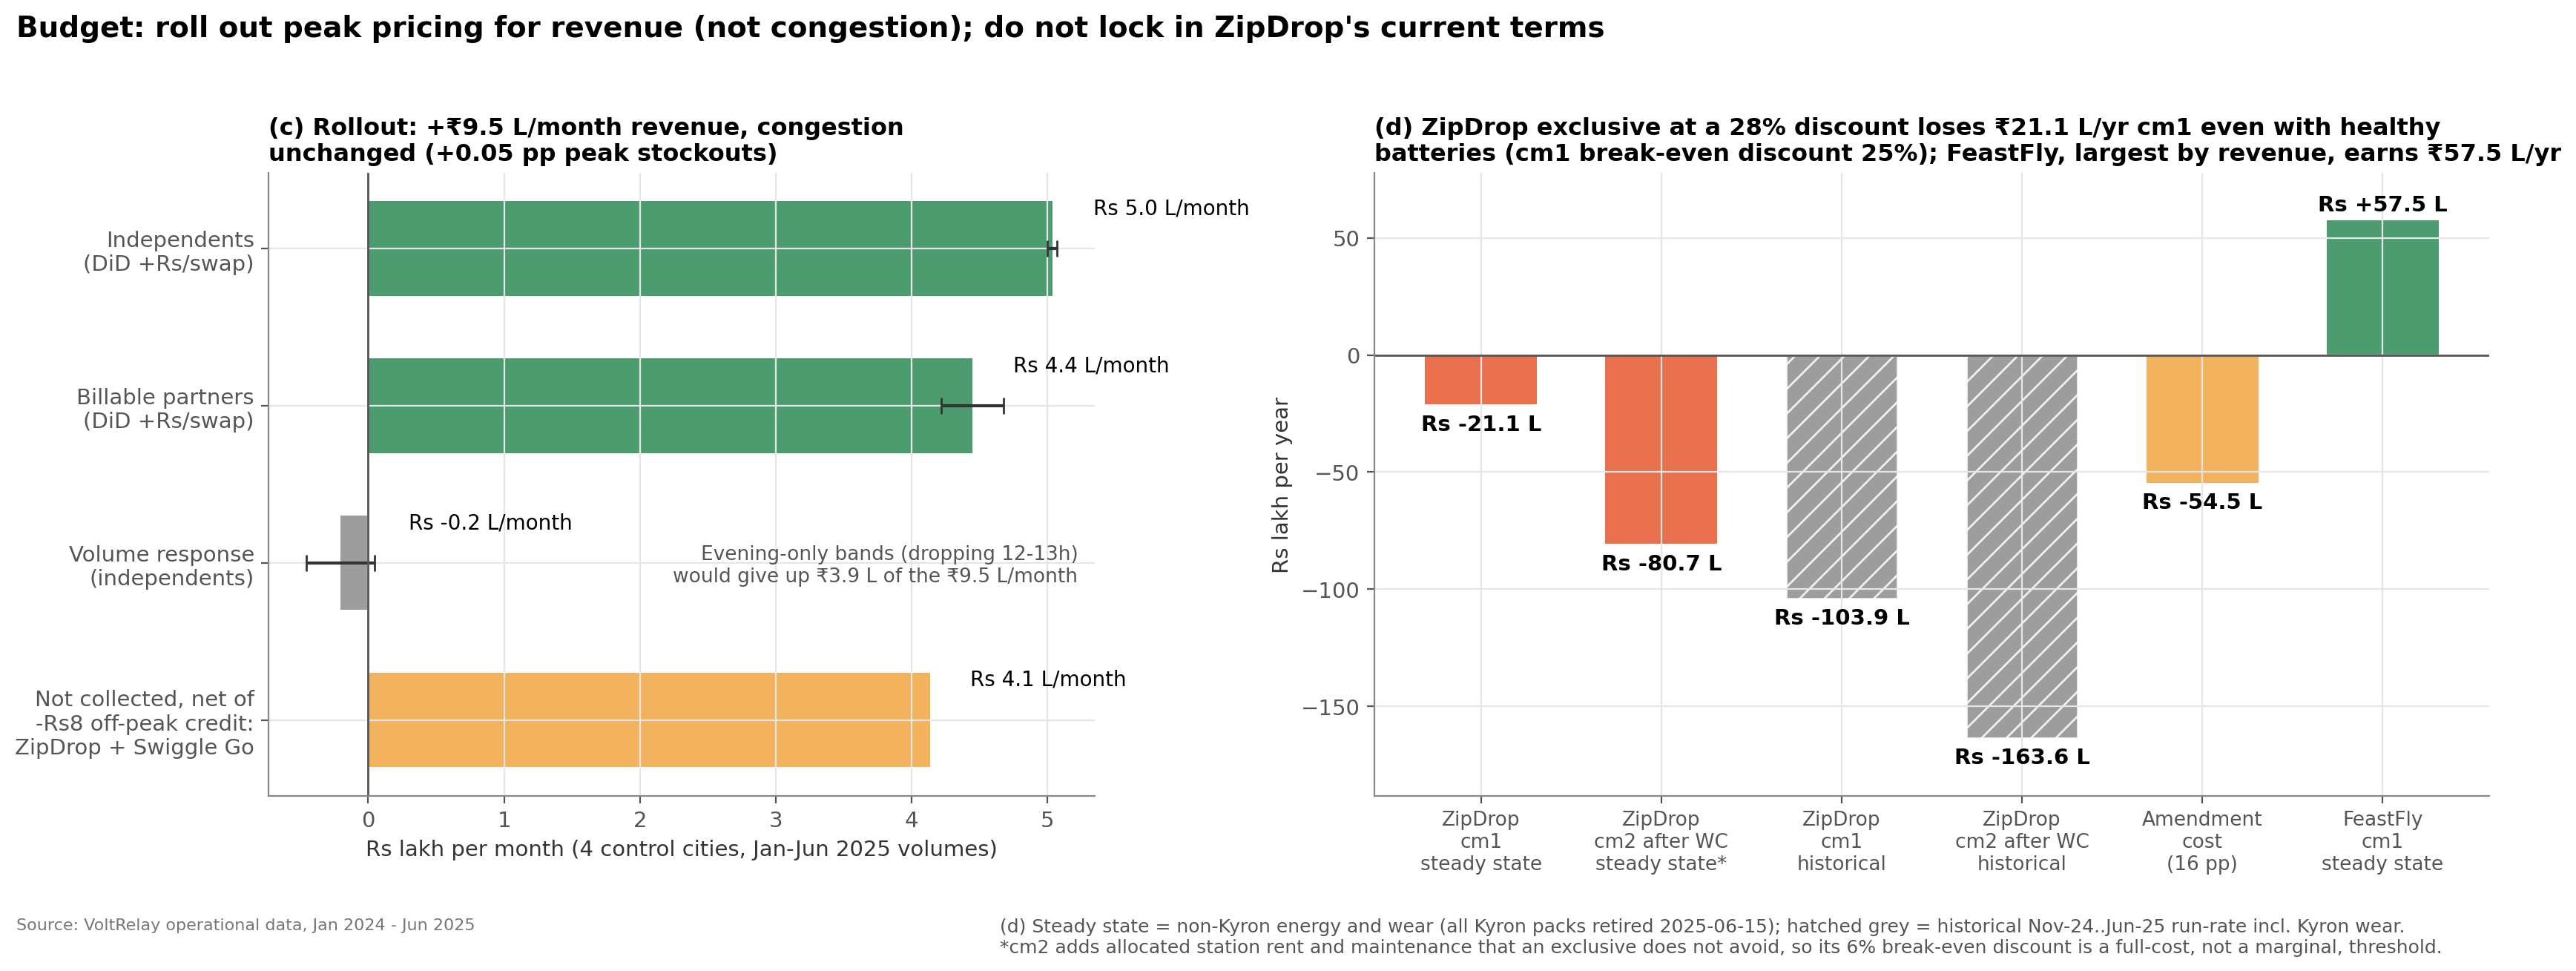 Budget: roll out peak pricing for revenue (not congestion); do not lock in ZipDrop's current terms
(c) Rollout: +₹9.5 L/month revenue, congestion
unchanged (+0.05 pp peak stockouts)
Independents
(DiD +Rs/swap)
Billable partners
(DiD +Rs/swap)
Volume response
(independents)
Not collected, net of
-Rs8 off-peak credit:
ZipDrop + Swiggle Go
Rs 5.0 L/month
Rs 4.4 L/month
Rs -0.2 L/month
Evening-only bands (dropping 12-13h)
would give up ₹3.9 L of the ₹9.5 L/month
Rs 4.1 L/month
0
1
2
3
4
5
Rs lakh per month (4 control cities, Jan-Jun 2025 volumes)
(d) ZipDrop exclusive at a 28% discount loses ₹21.1 L/yr cm1 even with healthy
batteries (cm1 break-even discount 25%); FeastFly, largest by revenue, earns ₹57.5 L/yr
Rs lakh per year
50
0
−50
−100
−150
Rs -21.1 L
Rs -80.7 L
Rs -103.9 L
Rs -163.6 L
Rs -54.5 L
Rs +57.5 L
ZipDrop
cm1
steady state
ZipDrop
cm2 after WC
steady state*
ZipDrop
cm1
historical
ZipDrop
cm2 after WC
historical
Amendment
cost
(16 pp)
FeastFly
cm1
steady state
Source: VoltRelay operational data, Jan 2024 - Jun 2025
(d) Steady state = non-Kyron energy and wear (all Kyron packs retired 2025-06-15); hatched grey = historical Nov-24..Jun-25 run-rate incl. Kyron wear.
*cm2 adds allocated station rent and maintenance that an exclusive does not avoid, so its 6% break-even discount is a full-cost, not a marginal, threshold.